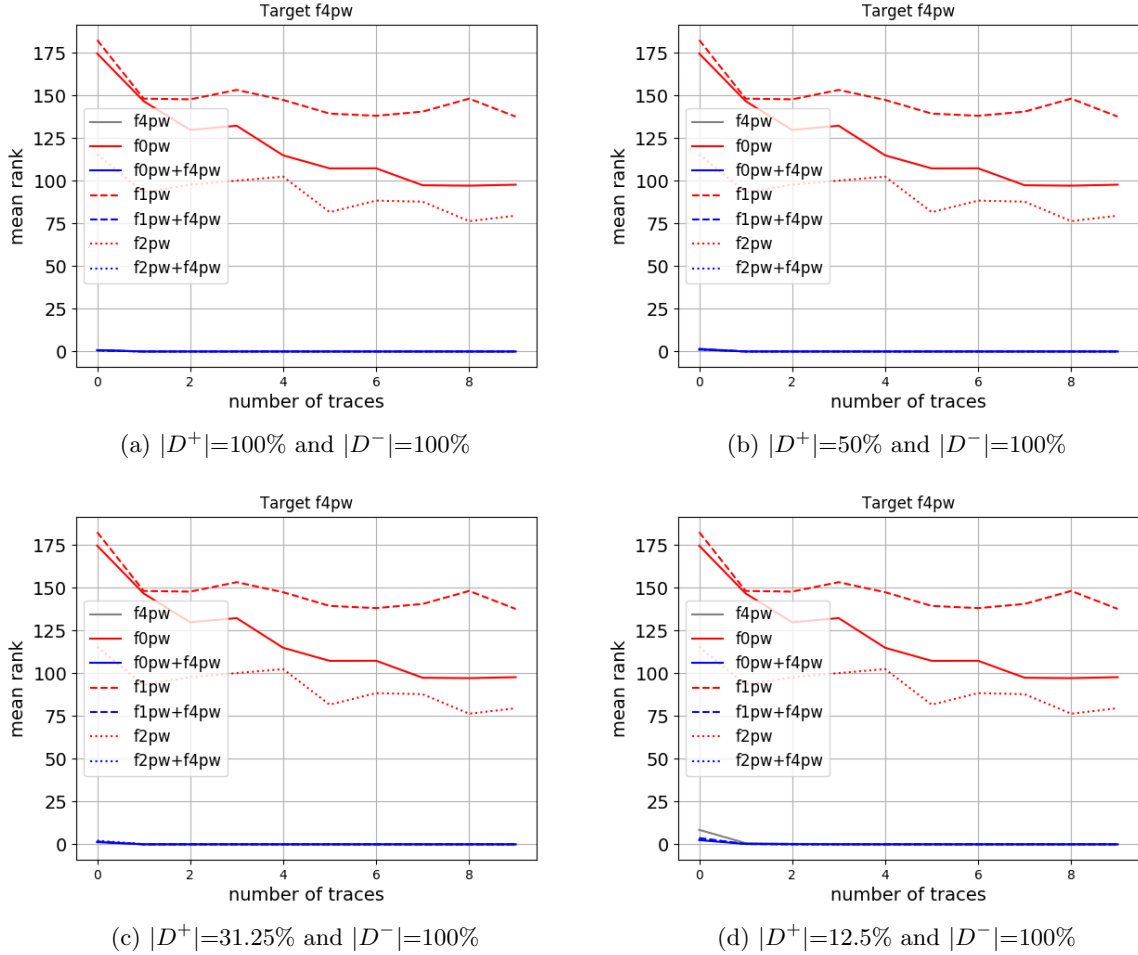 Target f4pw
175
150
125
100
75
50
25
0
mean rank
f4pw
f0pw
f0pw+f4pw
f1pw
f1pw+f4pw
f2pw
f2pw+f4pw
0 2 4 6 8
number of traces
(a) |D⁺|=100% and |D⁻|=100%
Target f4pw
175
150
125
100
75
50
25
0
mean rank
f4pw
f0pw
f0pw+f4pw
f1pw
f1pw+f4pw
f2pw
f2pw+f4pw
0 2 4 6 8
number of traces
(b) |D⁺|=50% and |D⁻|=100%
Target f4pw
175
150
125
100
75
50
25
0
mean rank
f4pw
f0pw
f0pw+f4pw
f1pw
f1pw+f4pw
f2pw
f2pw+f4pw
0 2 4 6 8
number of traces
(c) |D⁺|=31.25% and |D⁻|=100%
Target f4pw
175
150
125
100
75
50
25
0
mean rank
f4pw
f0pw
f0pw+f4pw
f1pw
f1pw+f4pw
f2pw
f2pw+f4pw
0 2 4 6 8
number of traces
(d) |D⁺|=12.5% and |D⁻|=100%